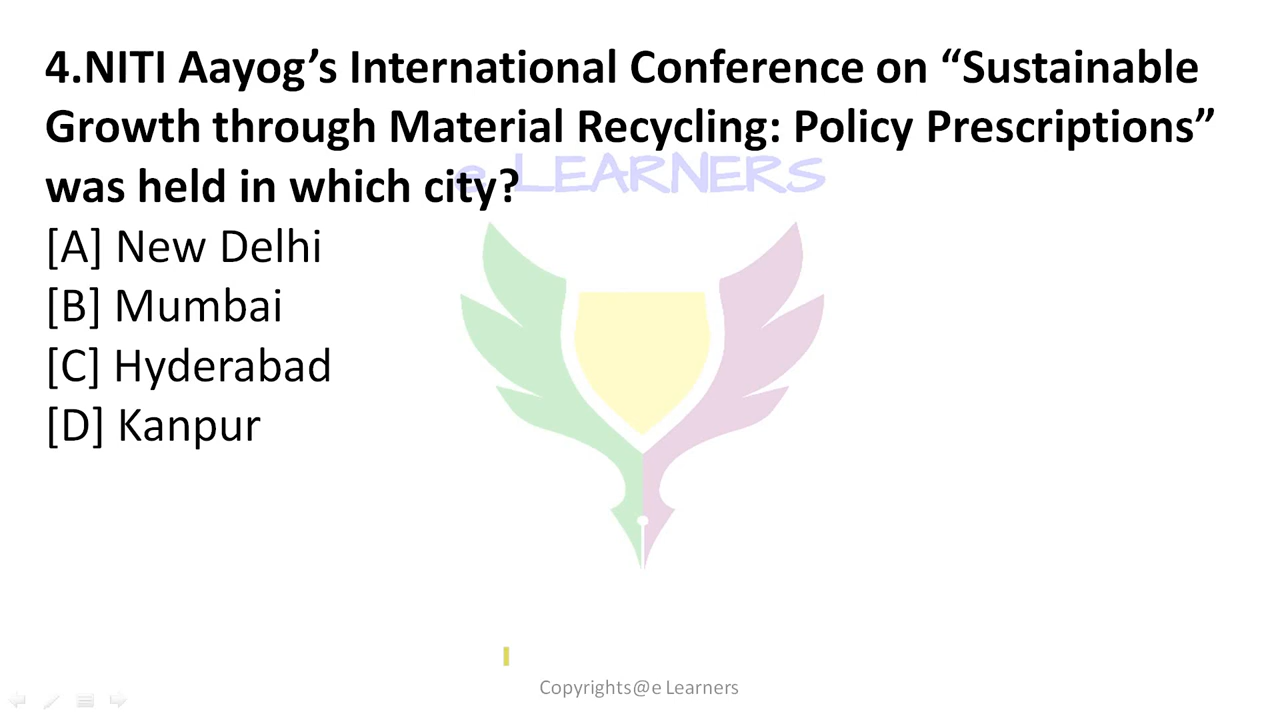 4.NITI Aayog’s International Conference on “Sustainable
Growth through Material Recycling: Policy Prescriptions”
e LEARNERS
was held in which city?
[A] New Delhi
[B] Mumbai
[C] Hyderabad
[D] Kanpur
Copyrights@e Learners